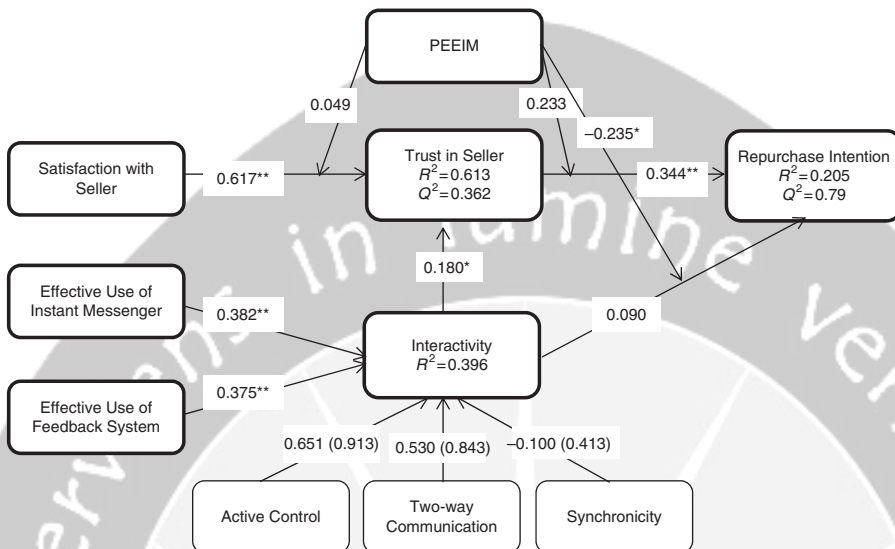 PEEIM
0.049
0.233
–0.235*
Satisfaction with
Seller
0.617**
Trust in Seller
R²=0.613
Q²=0.362
0.344**
Repurchase Intention
R²=0.205
Q²=0.79
0.180*
Effective Use of
Instant Messenger
0.382**
Interactivity
R²=0.396
0.090
Effective Use of
Feedback System
0.375**
0.651 (0.913)
0.530 (0.843)
–0.100 (0.413)
Active Control
Two-way
Communication
Synchronicity
in lumine